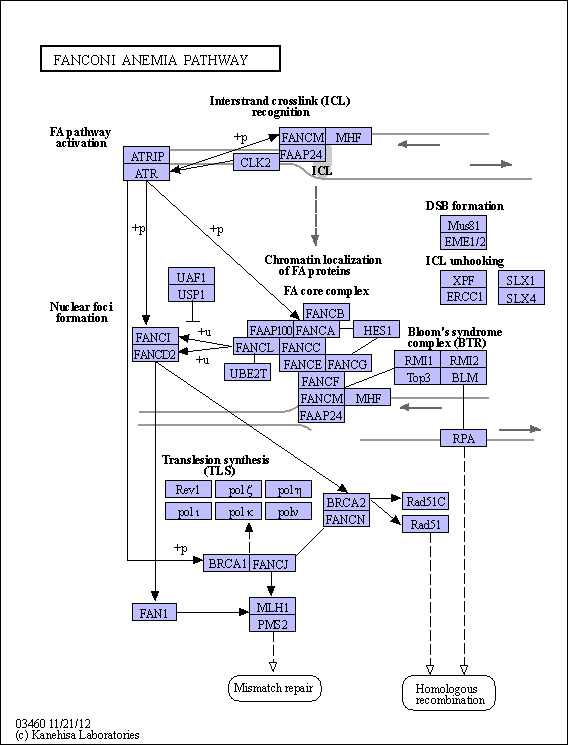 FANCONI ANEMIA PATHWAY
Interstrand crosslink (ICL)
recognition
FA pathway
activation
+p
FANCM
MHF
ATRIP
FAAP24
CLK2
ATR
ICL
DSB formation
+p
+p
Mus81
EME1/2
Chromatin localization
of FA proteins
ICL unhooking
UAF1
XPF
SLX1
USP1
FA core complex
ERCC1
SLX4
Nuclear foci
formation
FANCB
+u
FAAP100
FANCA
HES1
Bloom's syndrome
complex (BTR)
FANCI
FANCL
FANCC
FANCD2
+u
RMI1
RMI2
UBE2T
FANCE
FANCG
Top3
BLM
FANCF
FANCM
MHF
FAAP24
RPA
Translesion synthesis
(TLS)
Rev1
pol ζ
pol η
BRCA2
Rad51C
pol ι
pol κ
polν
FANCN
Rad51
+p
BRCA1
FANCJ
FAN1
MLH1
PMS2
Mismatch repair
Homologous
recombination
03460 11/21/12
(c) Kanehisa Laboratories